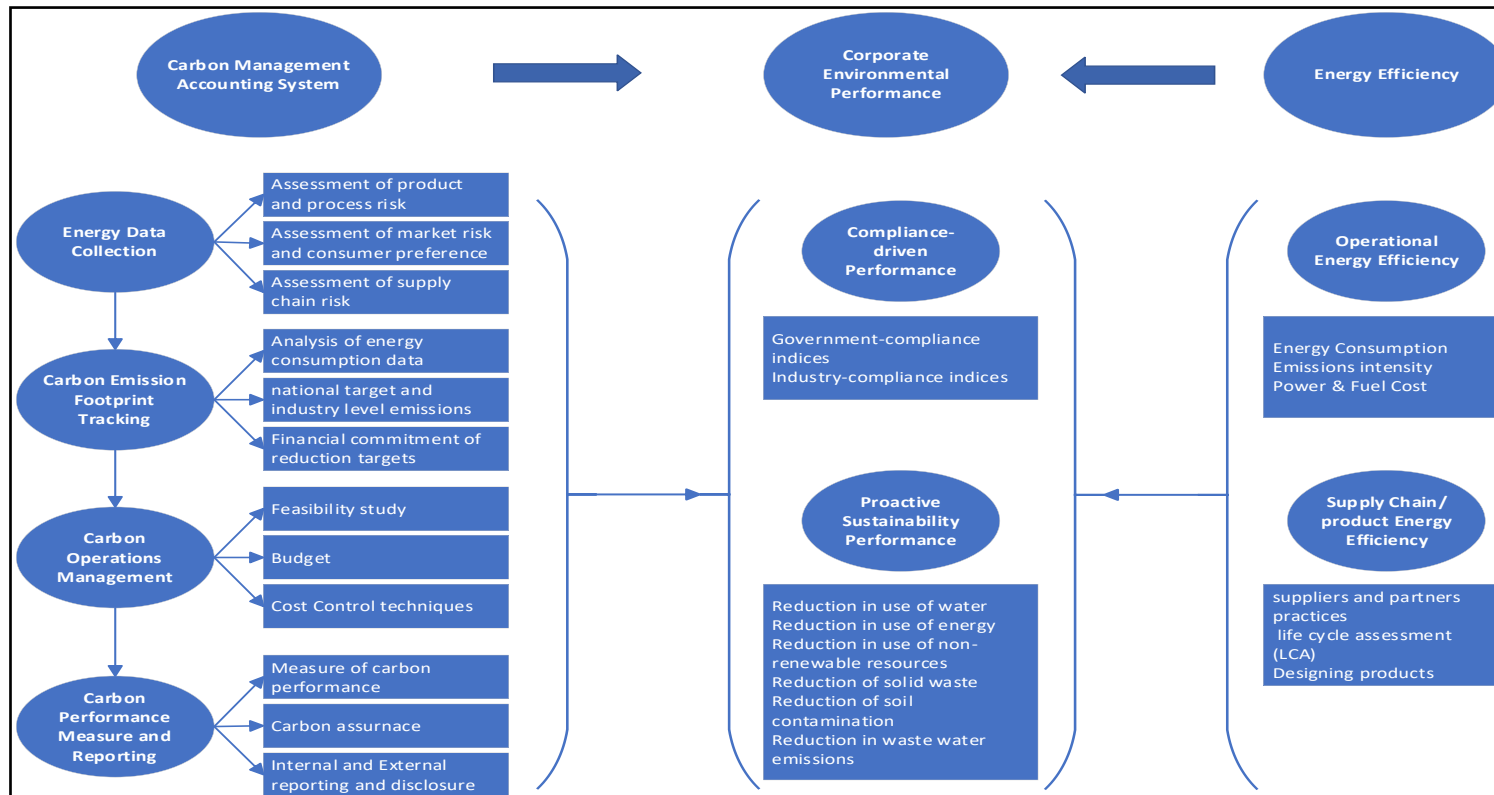 Carbon Management
Accounting System
Corporate
Environmental
Performance
Energy Efficiency
Energy Data
Collection
Assessment of product
and process risk
Assessment of market risk
and consumer preference
Assessment of supply
chain risk
Carbon Emission
Footprint
Tracking
Analysis of energy
consumption data
national target and
industry level emissions
Financial commitment of
reduction targets
Carbon
Operations
Management
Feasibility study
Budget
Cost Control techniques
Carbon
Performance
Measure and
Reporting
Measure of carbon
performance
Carbon assurnace
Internal and External
reporting and disclosure
Compliance-
driven
Performance
Government-compliance
indices
Industry-compliance indices
Proactive
Sustainability
Performance
Reduction in use of water
Reduction in use of energy
Reduction in use of non-
renewable resources
Reduction of solid waste
Reduction of soil
contamination
Reduction in waste water
emissions
Operational
Energy Efficiency
Energy Consumption
Emissions intensity
Power & Fuel Cost
Supply Chain/
product Energy
Efficiency
suppliers and partners
practices
life cycle assessment
(LCA)
Designing products